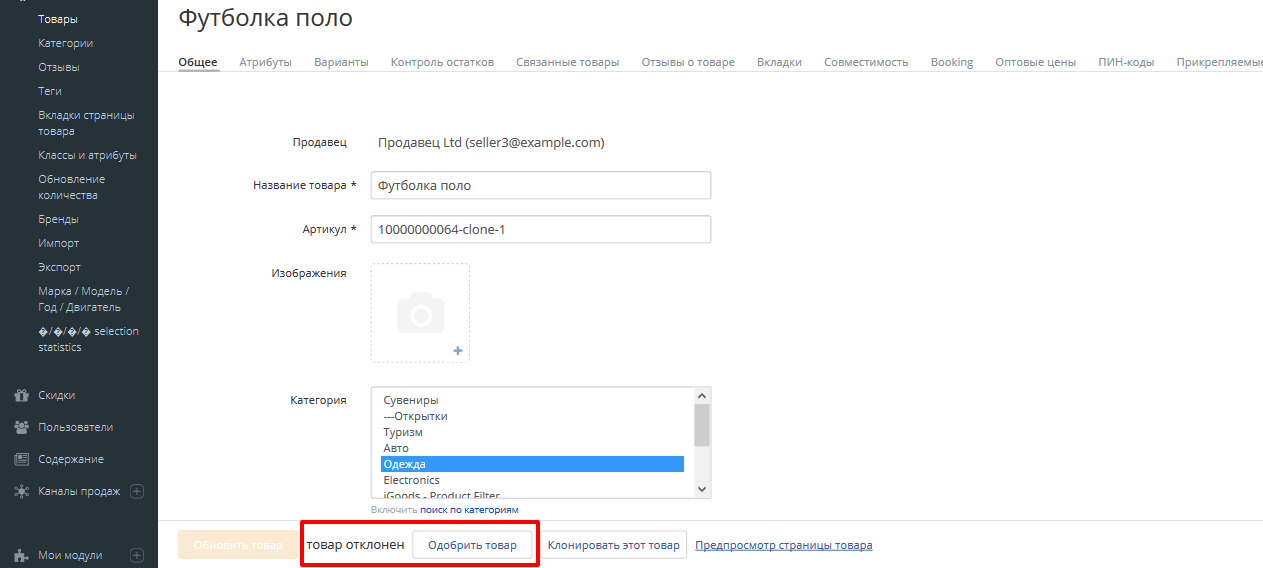 Товары
Категории
Отзывы
Теги
Вкладки страницы
товара
Классы и атрибуты
Обновление
количества
Бренды
Импорт
Экспорт
Марка / Модель /
Год / Двигатель
�/�/�/� selection
statistics
Скидки
Пользователи
Содержание
Каналы продаж
Мои модули
Футболка поло
Общее Атрибуты Варианты Контроль остатков Связанные товары Отзывы о товаре Вкладки Совместимость Booking Оптовые цены ПИН-коды Прикрепляемые
Продавец Продавец Ltd (seller3@example.com)
Название товара * Футболка поло
Артикул * 10000000064-clone-1
Изображения
Категория Сувениры
---Открытки
Туризм
Авто
Одежда
Electronics
iGoods - Product Filter
Включить поиск по категориям
Обновить товар товар отклонен Одобрить товар Клонировать этот товар Предпросмотр страницы товара